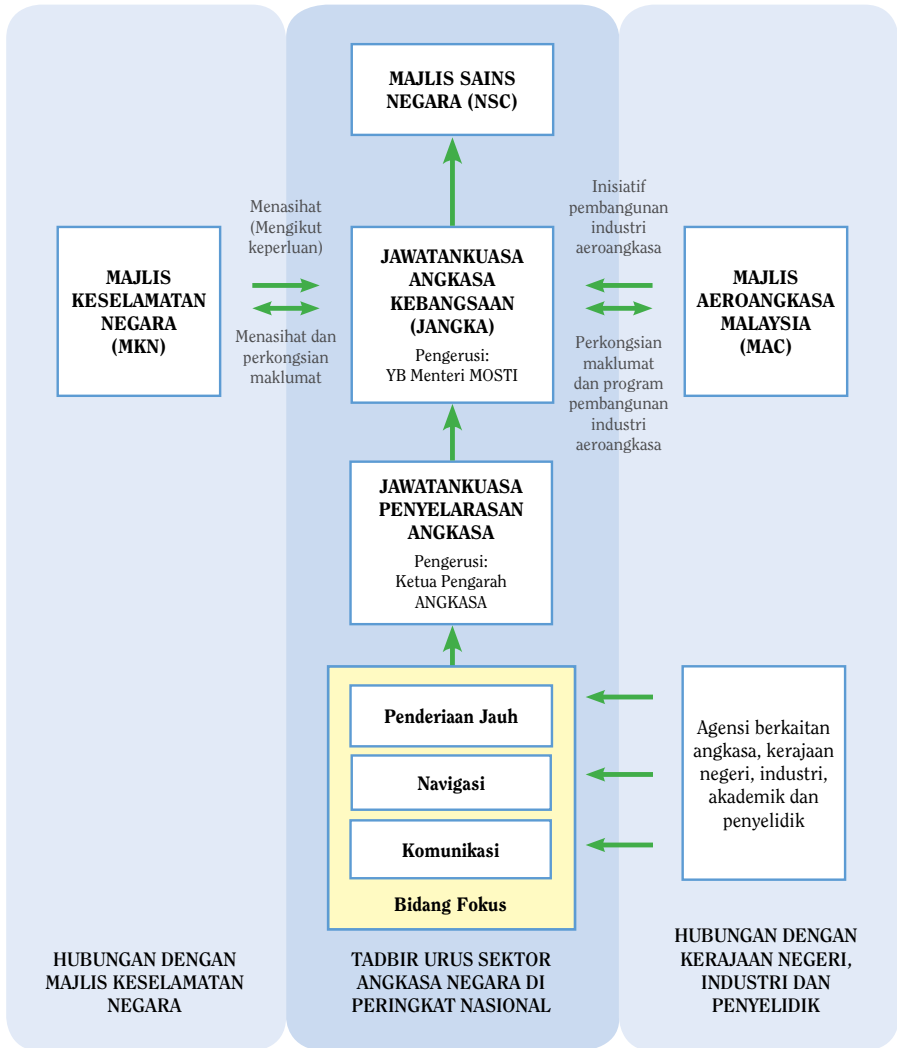 MAJLIS SAINS
NEGARA (NSC)
Menasihat
(Mengikut
keperluan)
Inisiatif
pembangunan
industri
aeroangkasa
MAJLIS
KESELAMATAN
NEGARA
(MKN)
JAWATANKUASA
ANGKASA
KEBANGSAAN
(JANGKA)
Pengerusi:
YB Menteri MOSTI
MAJLIS
AEROANGKASA
MALAYSIA
(MAC)
Menasihat dan
perkongsian
maklumat
Perkongsian
maklumat
dan program
pembangunan
industri
aeroangkasa
JAWATANKUASA
PENYELARASAN
ANGKASA
Pengerusi:
Ketua Pengarah
ANGKASA
Penderiaan Jauh
Navigasi
Komunikasi
Bidang Fokus
Agensi berkaitan
angkasa, kerajaan
negeri, industri,
akademik dan
penyelidik
HUBUNGAN DENGAN
MAJLIS KESELAMATAN
NEGARA
TADBIR URUS SEKTOR
ANGKASA NEGARA DI
PERINGKAT NASIONAL
HUBUNGAN DENGAN
KERAJAAN NEGERI,
INDUSTRI DAN
PENYELIDIK